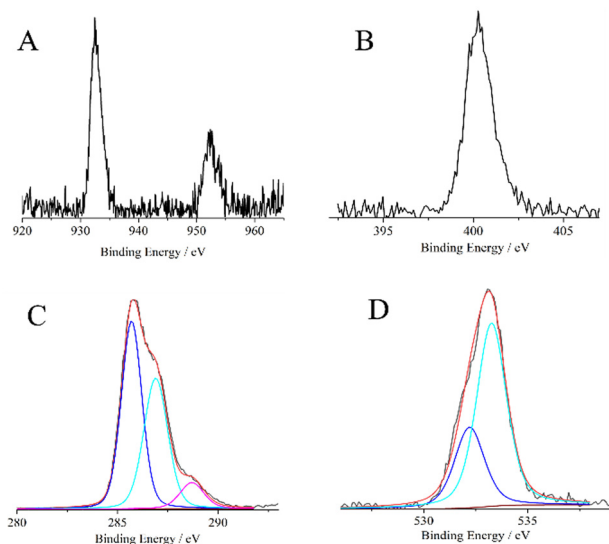 A
B
920 930 940 950 960
395 400 405
Binding Energy / eV
Binding Energy / eV
C
D
280 285 290
530 535
Binding Energy / eV
Binding Energy / eV